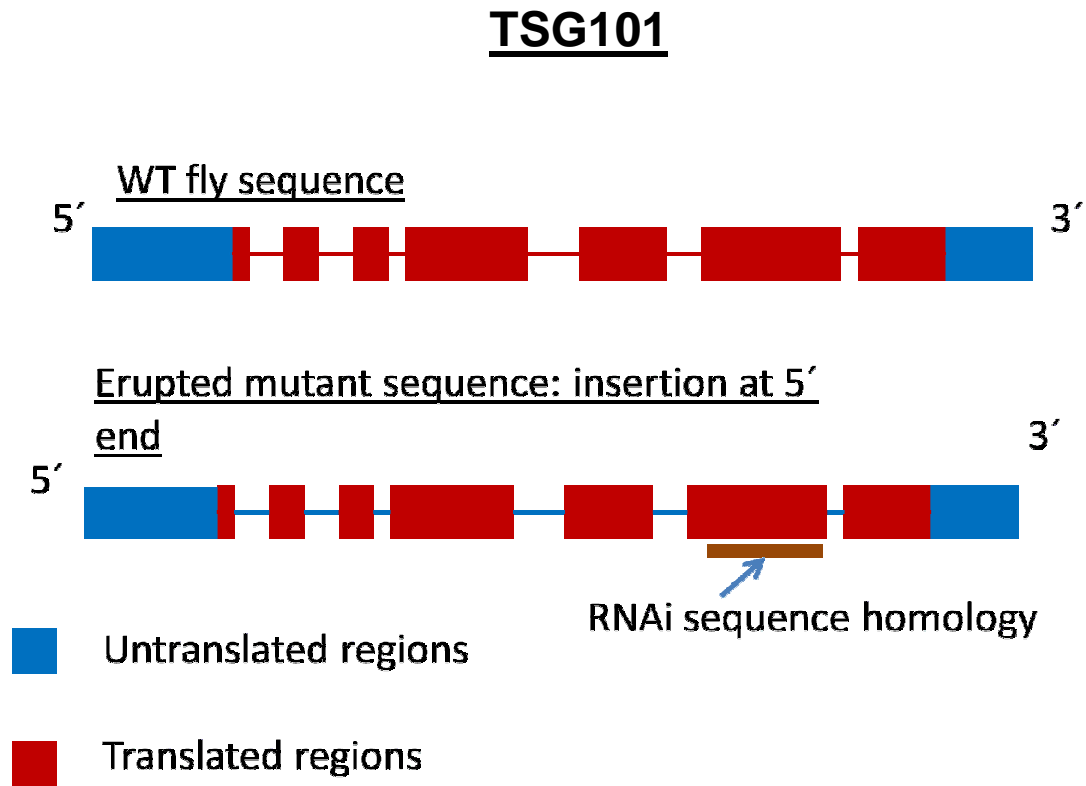 TSG101
WT fly sequence
5´
3´
Erupted mutant sequence: insertion at 5´
end
3´
5´
RNAi sequence homology
Untranslated regions
Translated regions